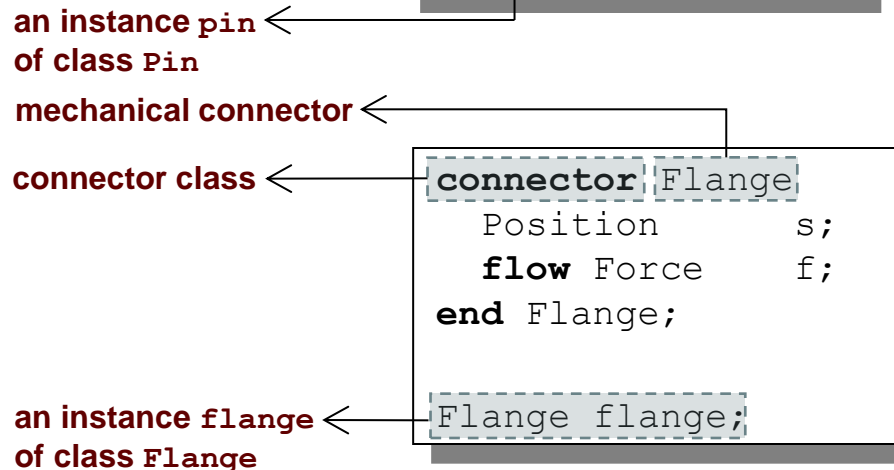 an instance pin
of class Pin
mechanical connector
connector class
connector Flange
Position s;
flow Force f;
end Flange;
Flange flange;
an instance flange
of class Flange